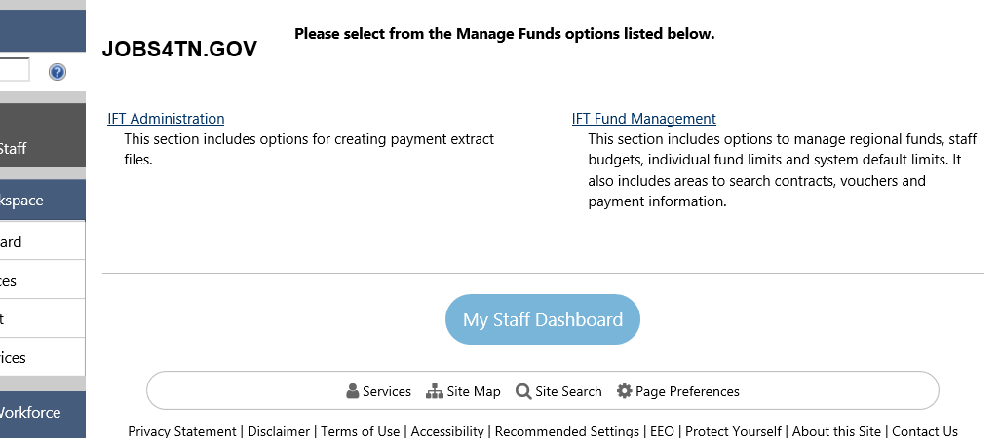 Please select from the Manage Funds options listed below.
JOBS4TN.GOV
Staff
kspace
ard
ces
t
ices
Workforce
IFT Administration
This section includes options for creating payment extract
files.
IFT Fund Management
This section includes options to manage regional funds, staff
budgets, individual fund limits and system default limits. It
also includes areas to search contracts, vouchers and
payment information.
My Staff Dashboard
Services Site Map Site Search Page Preferences
Privacy Statement | Disclaimer | Terms of Use | Accessibility | Recommended Settings | EEO | Protect Yourself | About this Site | Contact Us